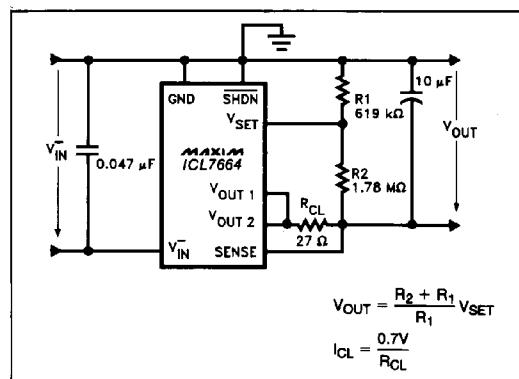 GND
SHDN
V_SET
MAXIM
ICL7664
V_OUT 1
V_OUT 2
V_IN^-
SENSE
V_IN^-
0.047 µF
R1
619 kΩ
R2
1.78 MΩ
R_CL
27 Ω
10 µF
V_OUT
V_OUT = (R_2 + R_1)/R_1 V_SET
I_CL = 0.7V/R_CL